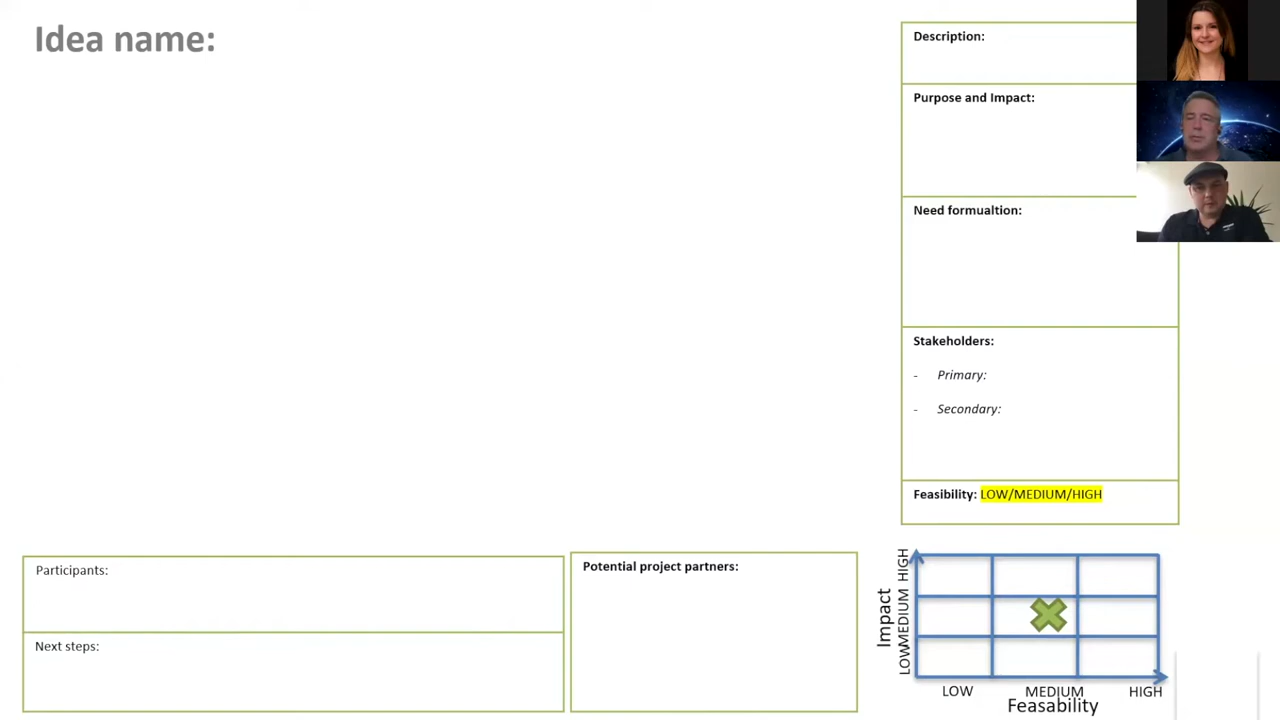 Idea name:
Description:
Purpose and Impact:
Need formualtion:
Stakeholders:
- Primary:
- Secondary:
Feasibility: LOW/MEDIUM/HIGH
Participants:
Next steps:
Potential project partners:
Impact
HIGH
MEDIUM
LOW
LOW MEDIUM HIGH
Feasability